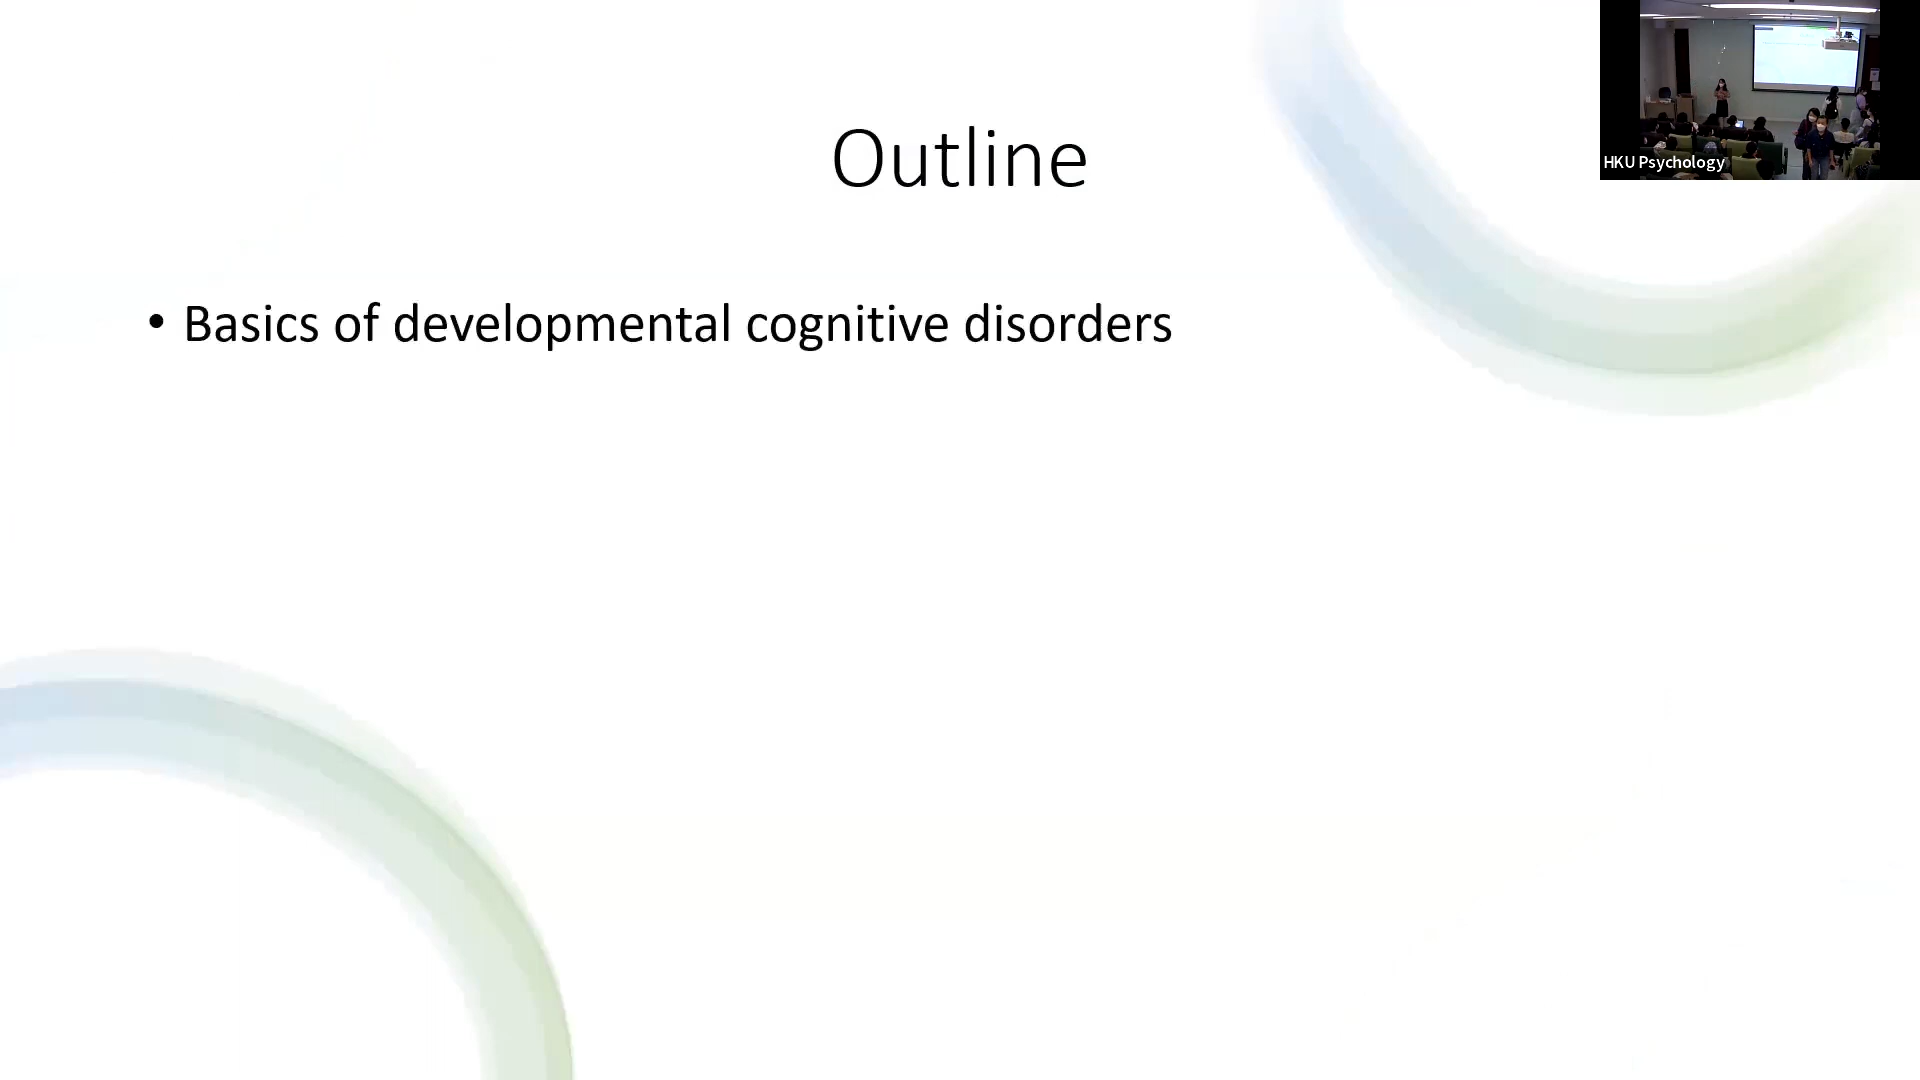 Outline
• Basics of developmental cognitive disorders
HKU Psychology